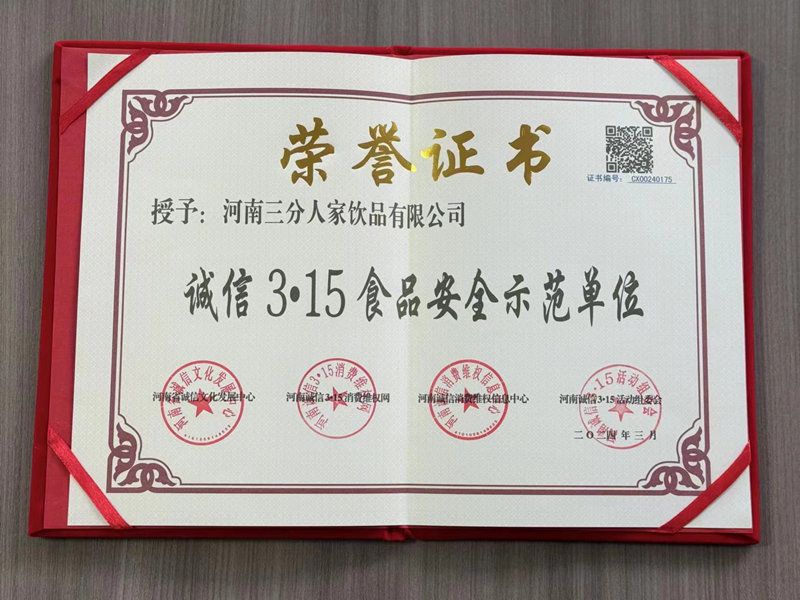 荣誉证书
证书编号: CX00240175
授予: 河南三分人家饮品有限公司
诚信3·15食品安全示范单位
河南省诚信文化发展中心
河南诚信3·15消费维权网
河南诚信消费维权信息中心
河南诚信3·15活动组委会
二〇二四年三月